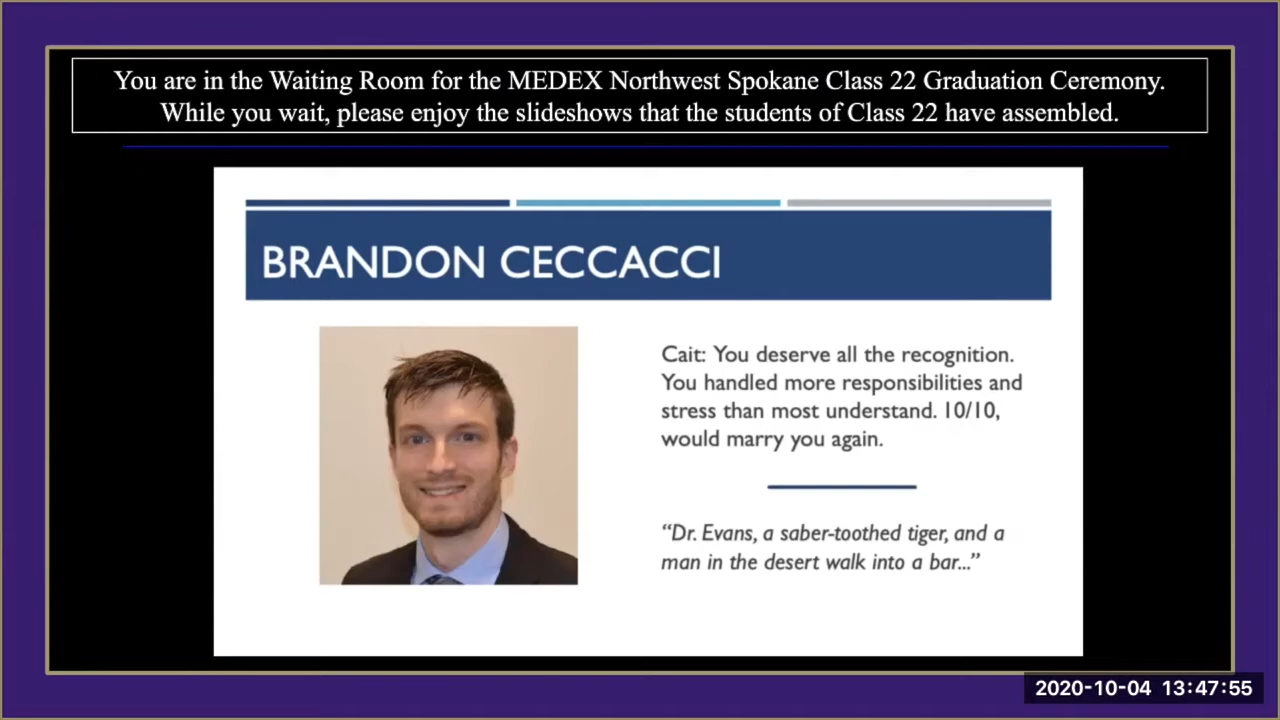 You are in the Waiting Room for the MEDEX Northwest Spokane Class 22 Graduation Ceremony.
While you wait, please enjoy the slideshows that the students of Class 22 have assembled.
BRANDON CECCACCI
Cait: You deserve all the recognition.
You handled more responsibilities and
stress than most understand. 10/10,
would marry you again.
“Dr. Evans, a saber-toothed tiger, and a
man in the desert walk into a bar...”
2020-10-04 13:47:55